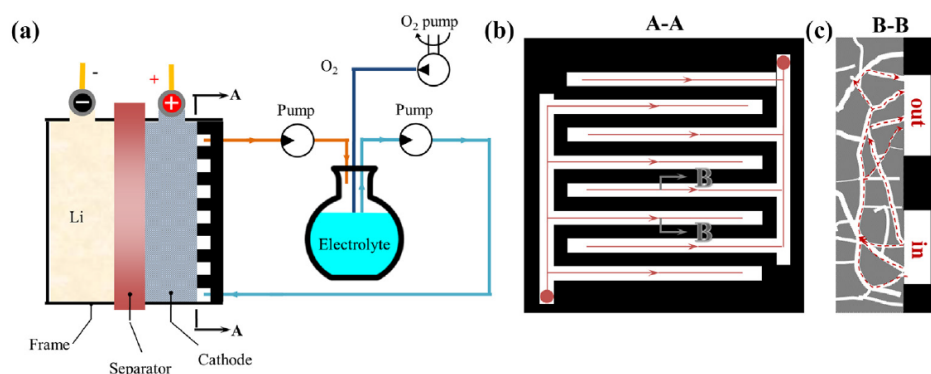 (a)
O₂ pump
O₂
-
+
A
Pump
Pump
Li
Electrolyte
A
Frame
Separator
Cathode
(b)
A-A
B
B
(c)
B-B
out
in